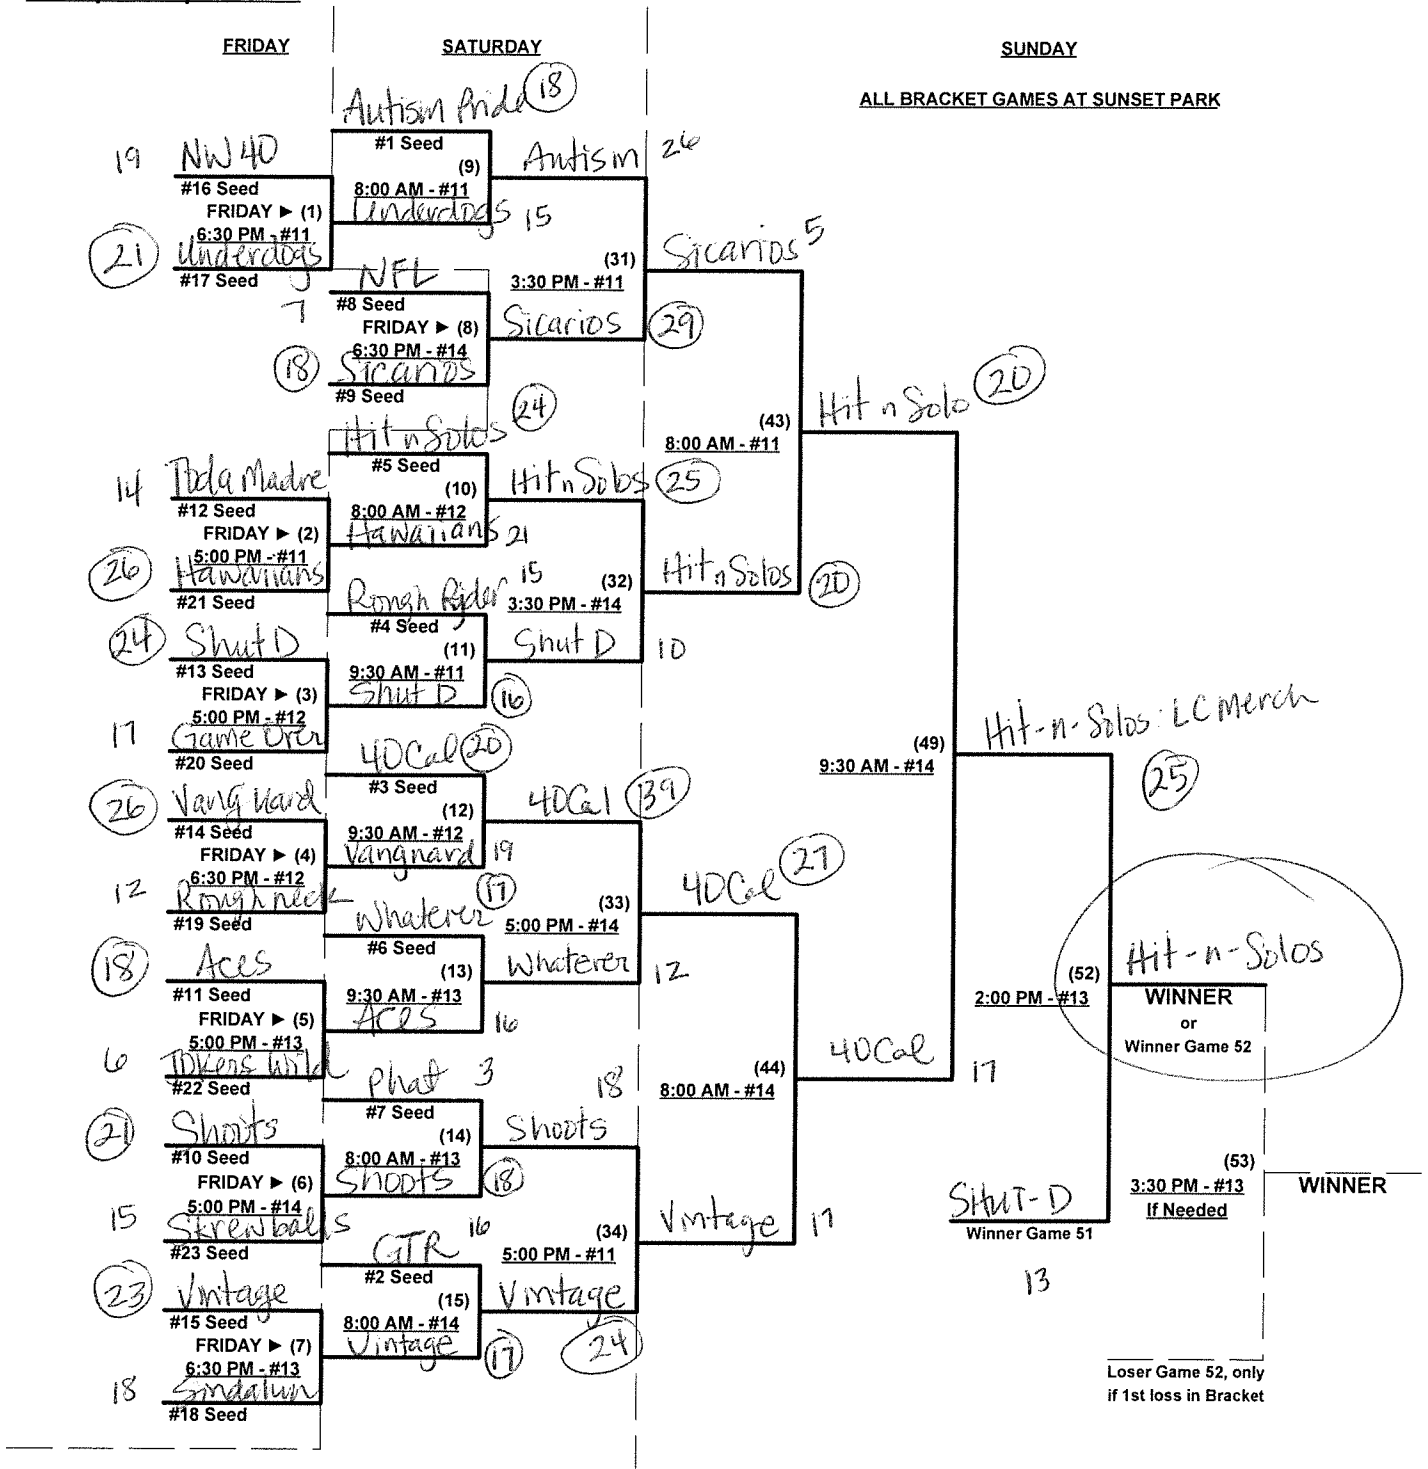 FRIDAY
SATURDAY
SUNDAY
ALL BRACKET GAMES AT SUNSET PARK
Autism Pride 18
#1 Seed
19 NW40
#16 Seed
FRIDAY ► (1)
6:30 PM - #11
21 Underdogs
#17 Seed
(9)
8:00 AM - #11
Underdogs 15
Autism 26
7 NFL
#8 Seed
FRIDAY ► (8)
6:30 PM - #14
18 Sicarios
#9 Seed
(31)
3:30 PM - #11
Sicarios 29
Sicarios 5
Hit n Solos 24
#5 Seed
14 Toda Madre
#12 Seed
FRIDAY ► (2)
5:00 PM - #11
26 Hawaiians
#21 Seed
(10)
8:00 AM - #12
Hawaiians 21
Hit n Solos 25
(43)
8:00 AM - #11
Hit n Solo 20
Rough Ryder 15
#4 Seed
24 Shut D
#13 Seed
FRIDAY ► (3)
5:00 PM - #12
17 Game Over
#20 Seed
(11)
9:30 AM - #11
Shut D 16
(32)
3:30 PM - #14
Shut D 10
Hit n Solos 20
40Cal 20
#3 Seed
26 Vanguard
#14 Seed
FRIDAY ► (4)
6:30 PM - #12
12 Roughneck
#19 Seed
(12)
9:30 AM - #12
Vanguard 19
40Cal 39
(49)
9:30 AM - #14
Hit-n-Solos: LC Merch
25
Whatever 17
#6 Seed
18 Aces
#11 Seed
FRIDAY ► (5)
5:00 PM - #13
6 Jokers Wild
#22 Seed
(13)
9:30 AM - #13
Aces 16
(33)
5:00 PM - #14
Whatever 12
40Cal 27
(52)
2:00 PM - #13
Hit-n-Solos
WINNER
or
Winner Game 52
Phat 3
#7 Seed
21 Shoots
#10 Seed
FRIDAY ► (6)
5:00 PM - #14
15 Skrewballs
#23 Seed
(14)
8:00 AM - #13
Shoots 18
18
Shoots
(44)
8:00 AM - #14
40Cal 17
GTR 16
#2 Seed
23 Vintage
#15 Seed
FRIDAY ► (7)
6:30 PM - #13
18
#18 Seed
(15)
8:00 AM - #14
Vintage 17
(34)
5:00 PM - #11
Vintage
24
Vintage 17
SHUT-D
Winner Game 51
13
(53)
3:30 PM - #13
If Needed
WINNER
Loser Game 52, only
if 1st loss in Bracket